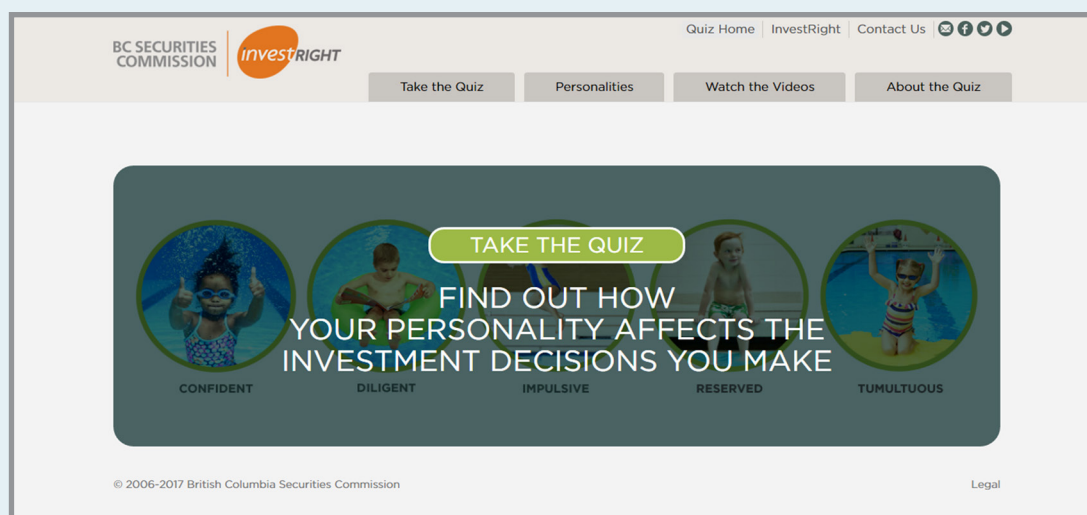 Quiz Home InvestRight Contact Us
BC SECURITIES
COMMISSION
investRIGHT
Take the Quiz Personalities Watch the Videos About the Quiz
TAKE THE QUIZ
FIND OUT HOW
YOUR PERSONALITY AFFECTS THE
INVESTMENT DECISIONS YOU MAKE
CONFIDENT DILIGENT IMPULSIVE RESERVED TUMULTUOUS
© 2006-2017 British Columbia Securities Commission Legal